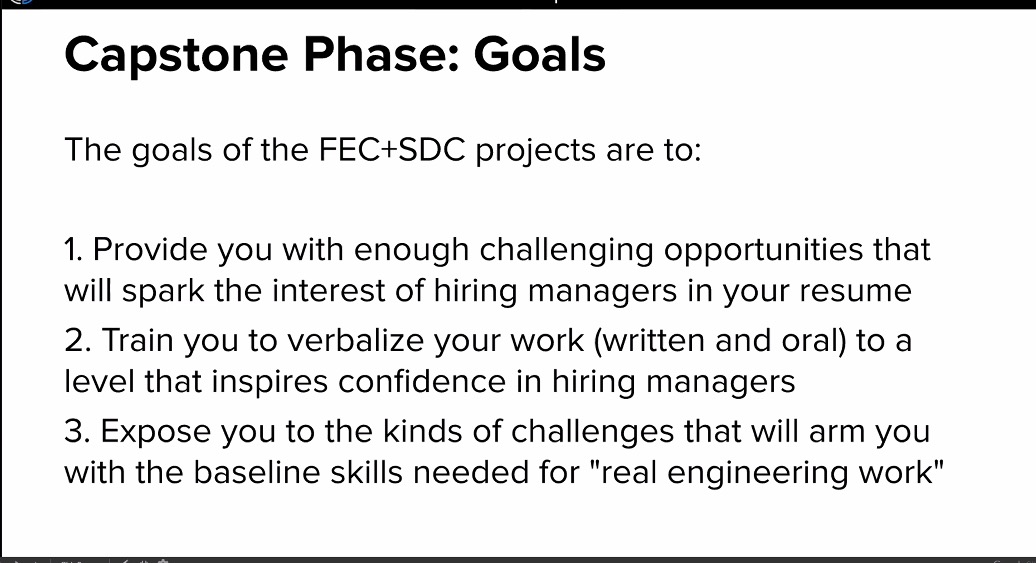 Capstone Phase: Goals
The goals of the FEC+SDC projects are to:
1. Provide you with enough challenging opportunities that
will spark the interest of hiring managers in your resume
2. Train you to verbalize your work (written and oral) to a
level that inspires confidence in hiring managers
3. Expose you to the kinds of challenges that will arm you
with the baseline skills needed for "real engineering work"